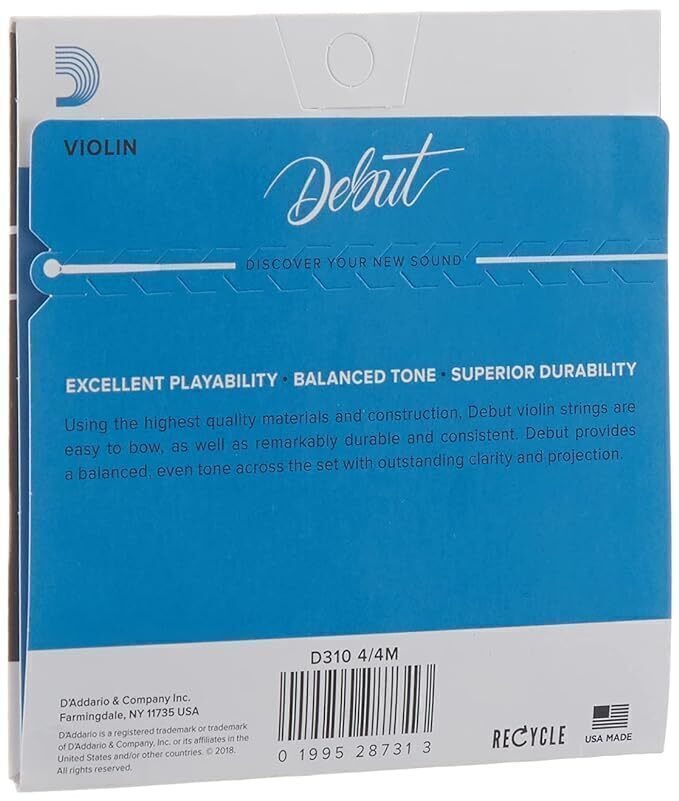 VIOLIN
Debut
DISCOVER YOUR NEW SOUND
EXCELLENT PLAYABILITY · BALANCED TONE · SUPERIOR DURABILITY
Using the highest quality materials and construction, Debut violin strings are
easy to bow, as well as remarkably durable and consistent. Debut provides
a balanced, even tone across the set with outstanding clarity and projection.
D310 4/4M
D'Addario & Company Inc.
Farmingdale, NY 11735 USA
D'Addario is a registered trademark or trademark
of D'Addario & Company, Inc. or its affiliates in the
United States and/or other countries. © 2018.
All rights reserved.
0 1995 28731 3
RECYCLE
USA MADE